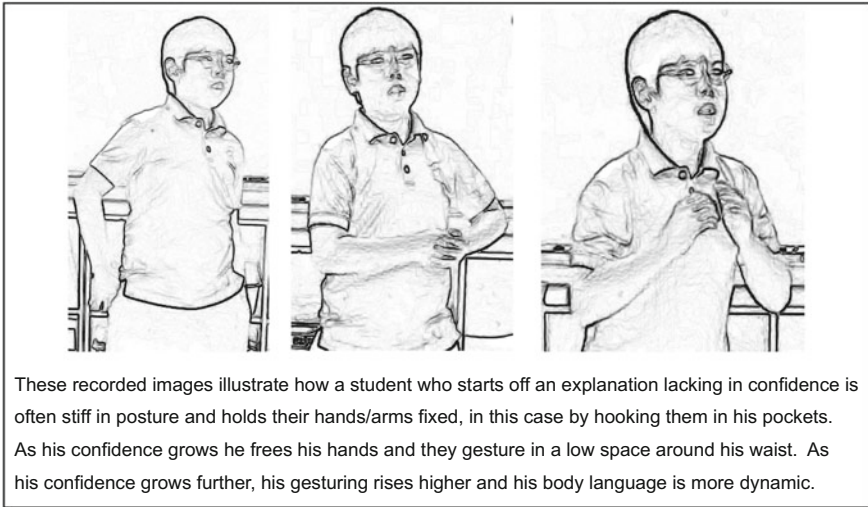 These recorded images illustrate how a student who starts off an explanation lacking in confidence is
often stiff in posture and holds their hands/arms fixed, in this case by hooking them in his pockets.
As his confidence grows he frees his hands and they gesture in a low space around his waist.  As
his confidence grows further, his gesturing rises higher and his body language is more dynamic.